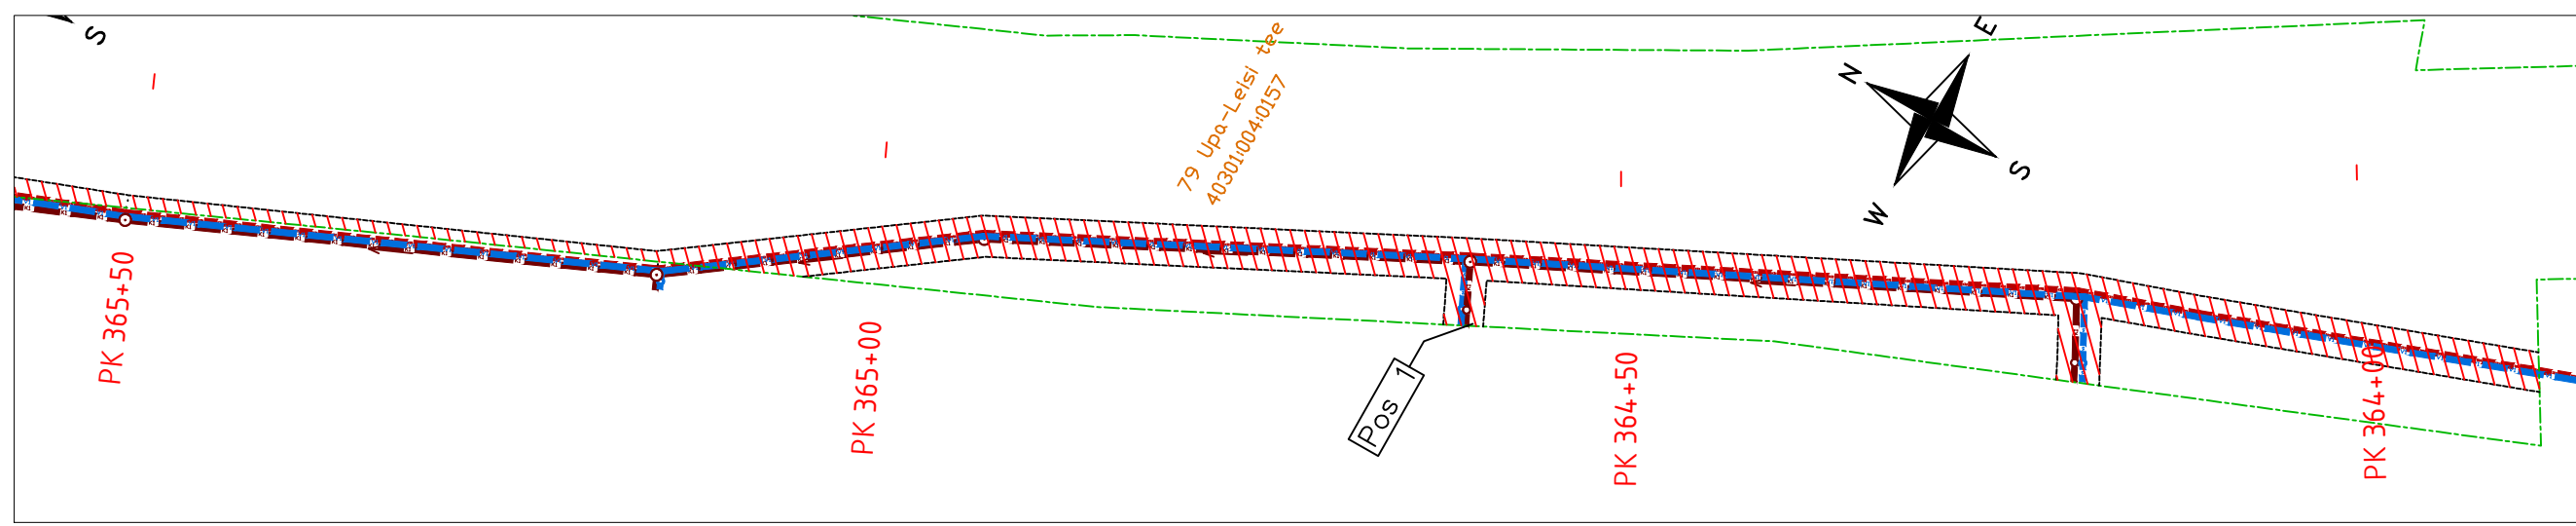 S
79 Upa-Leisi tee
40301:004:0157
N
E
S
W
PK 365+50
PK 365+00
Pos 1
PK 364+50
PK 364+00